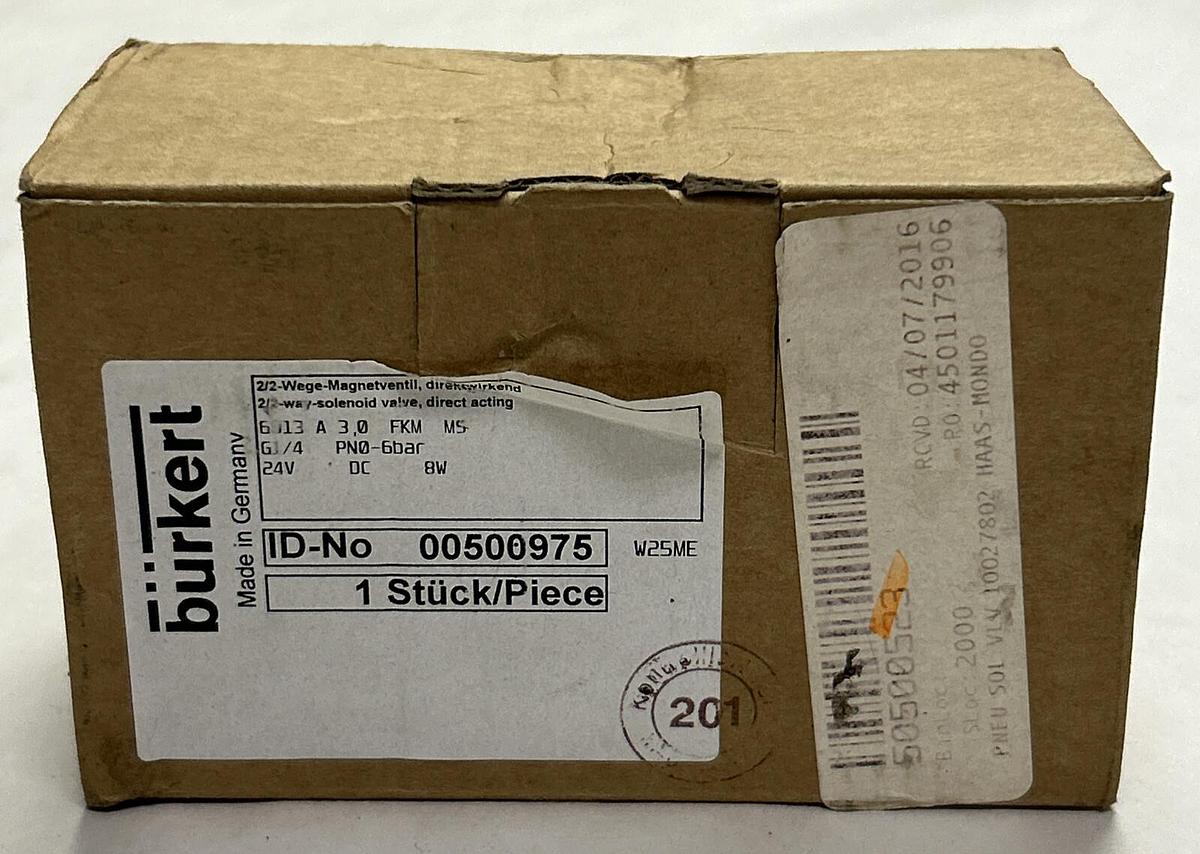 bürkert
Made in Germany
2/2-Wege-Magnetventil, direktwirkend
2/2-way-solenoid valve, direct acting
6013 A 3,0 FKM MS
G1/4 PN0-6bar
24V DC 8W
ID-No 00500975
W25ME
1 Stück/Piece
201
RCVD:04/07/2016
PO:4501179906
SLoc:2000
PNEU SOL VLV 10027802 HAAS-MONDO